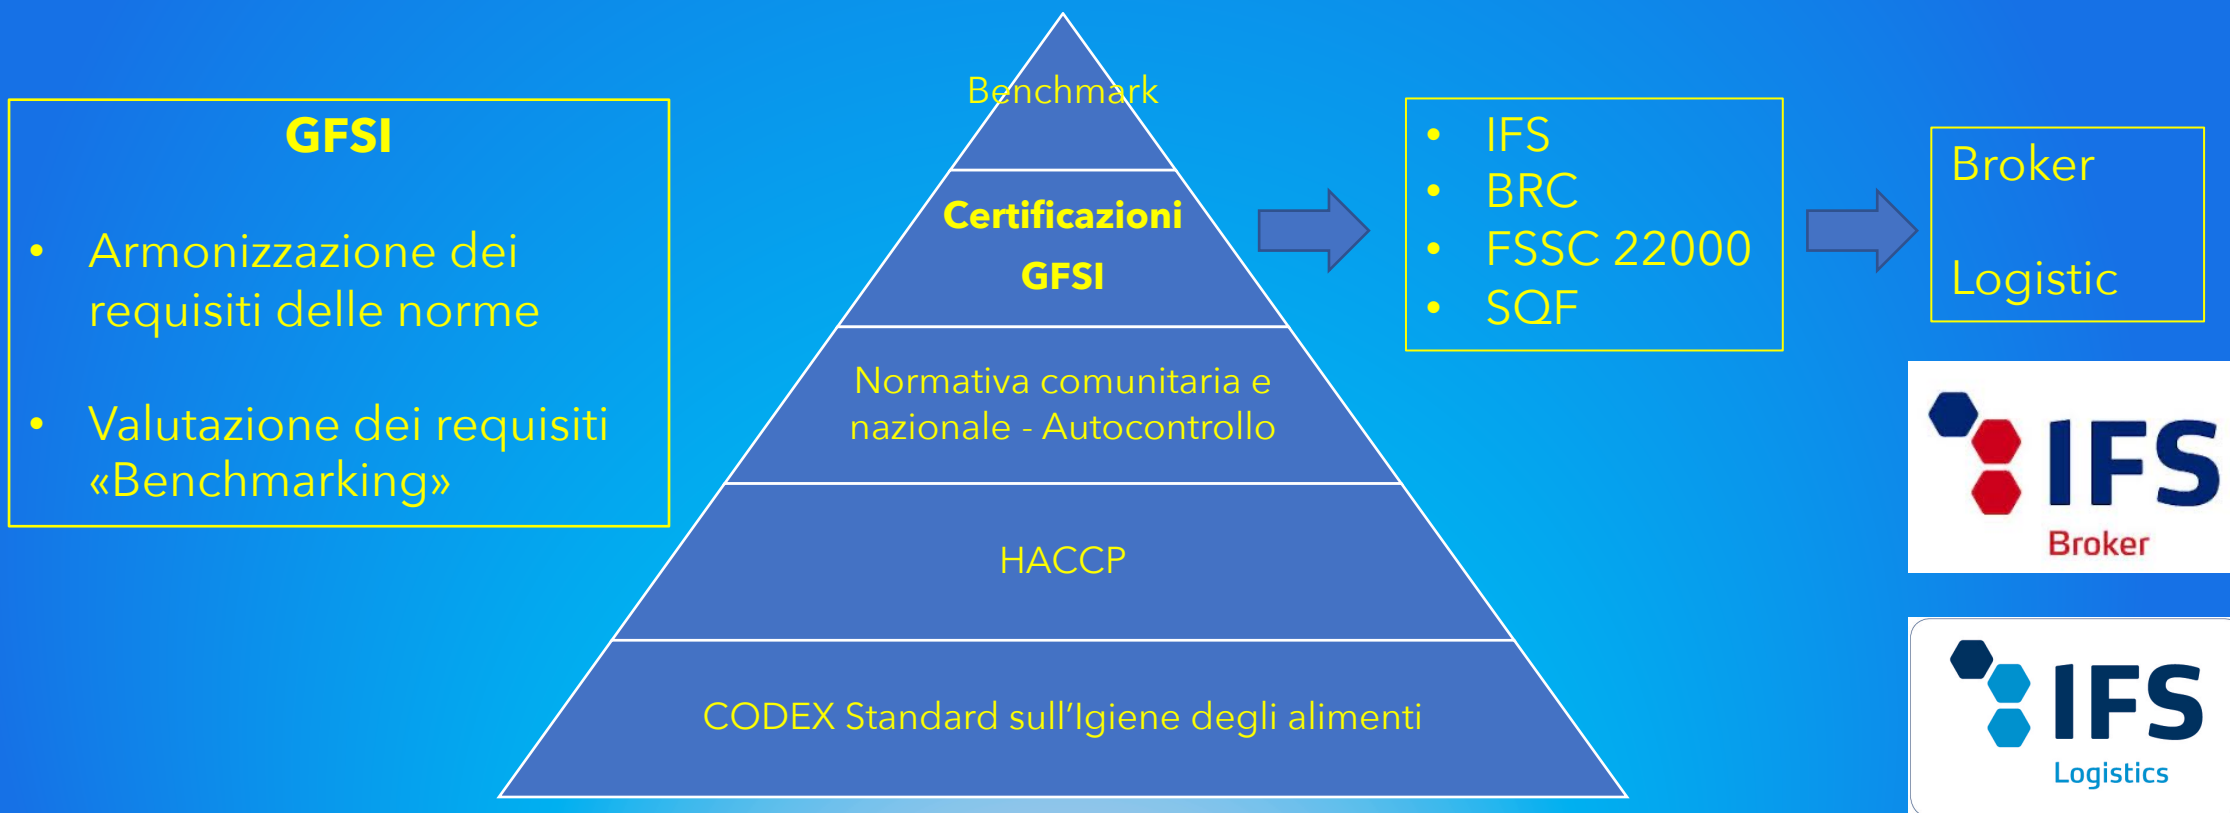 GFSI
• Armonizzazione dei
requisiti delle norme
• Valutazione dei requisiti
«Benchmarking»
Benchmark
Certificazioni
GFSI
Normativa comunitaria e
nazionale - Autocontrollo
HACCP
CODEX Standard sull’Igiene degli alimenti
• IFS
• BRC
• FSSC 22000
• SQF
Broker
Logistic
IFS
Broker
IFS
Logistics